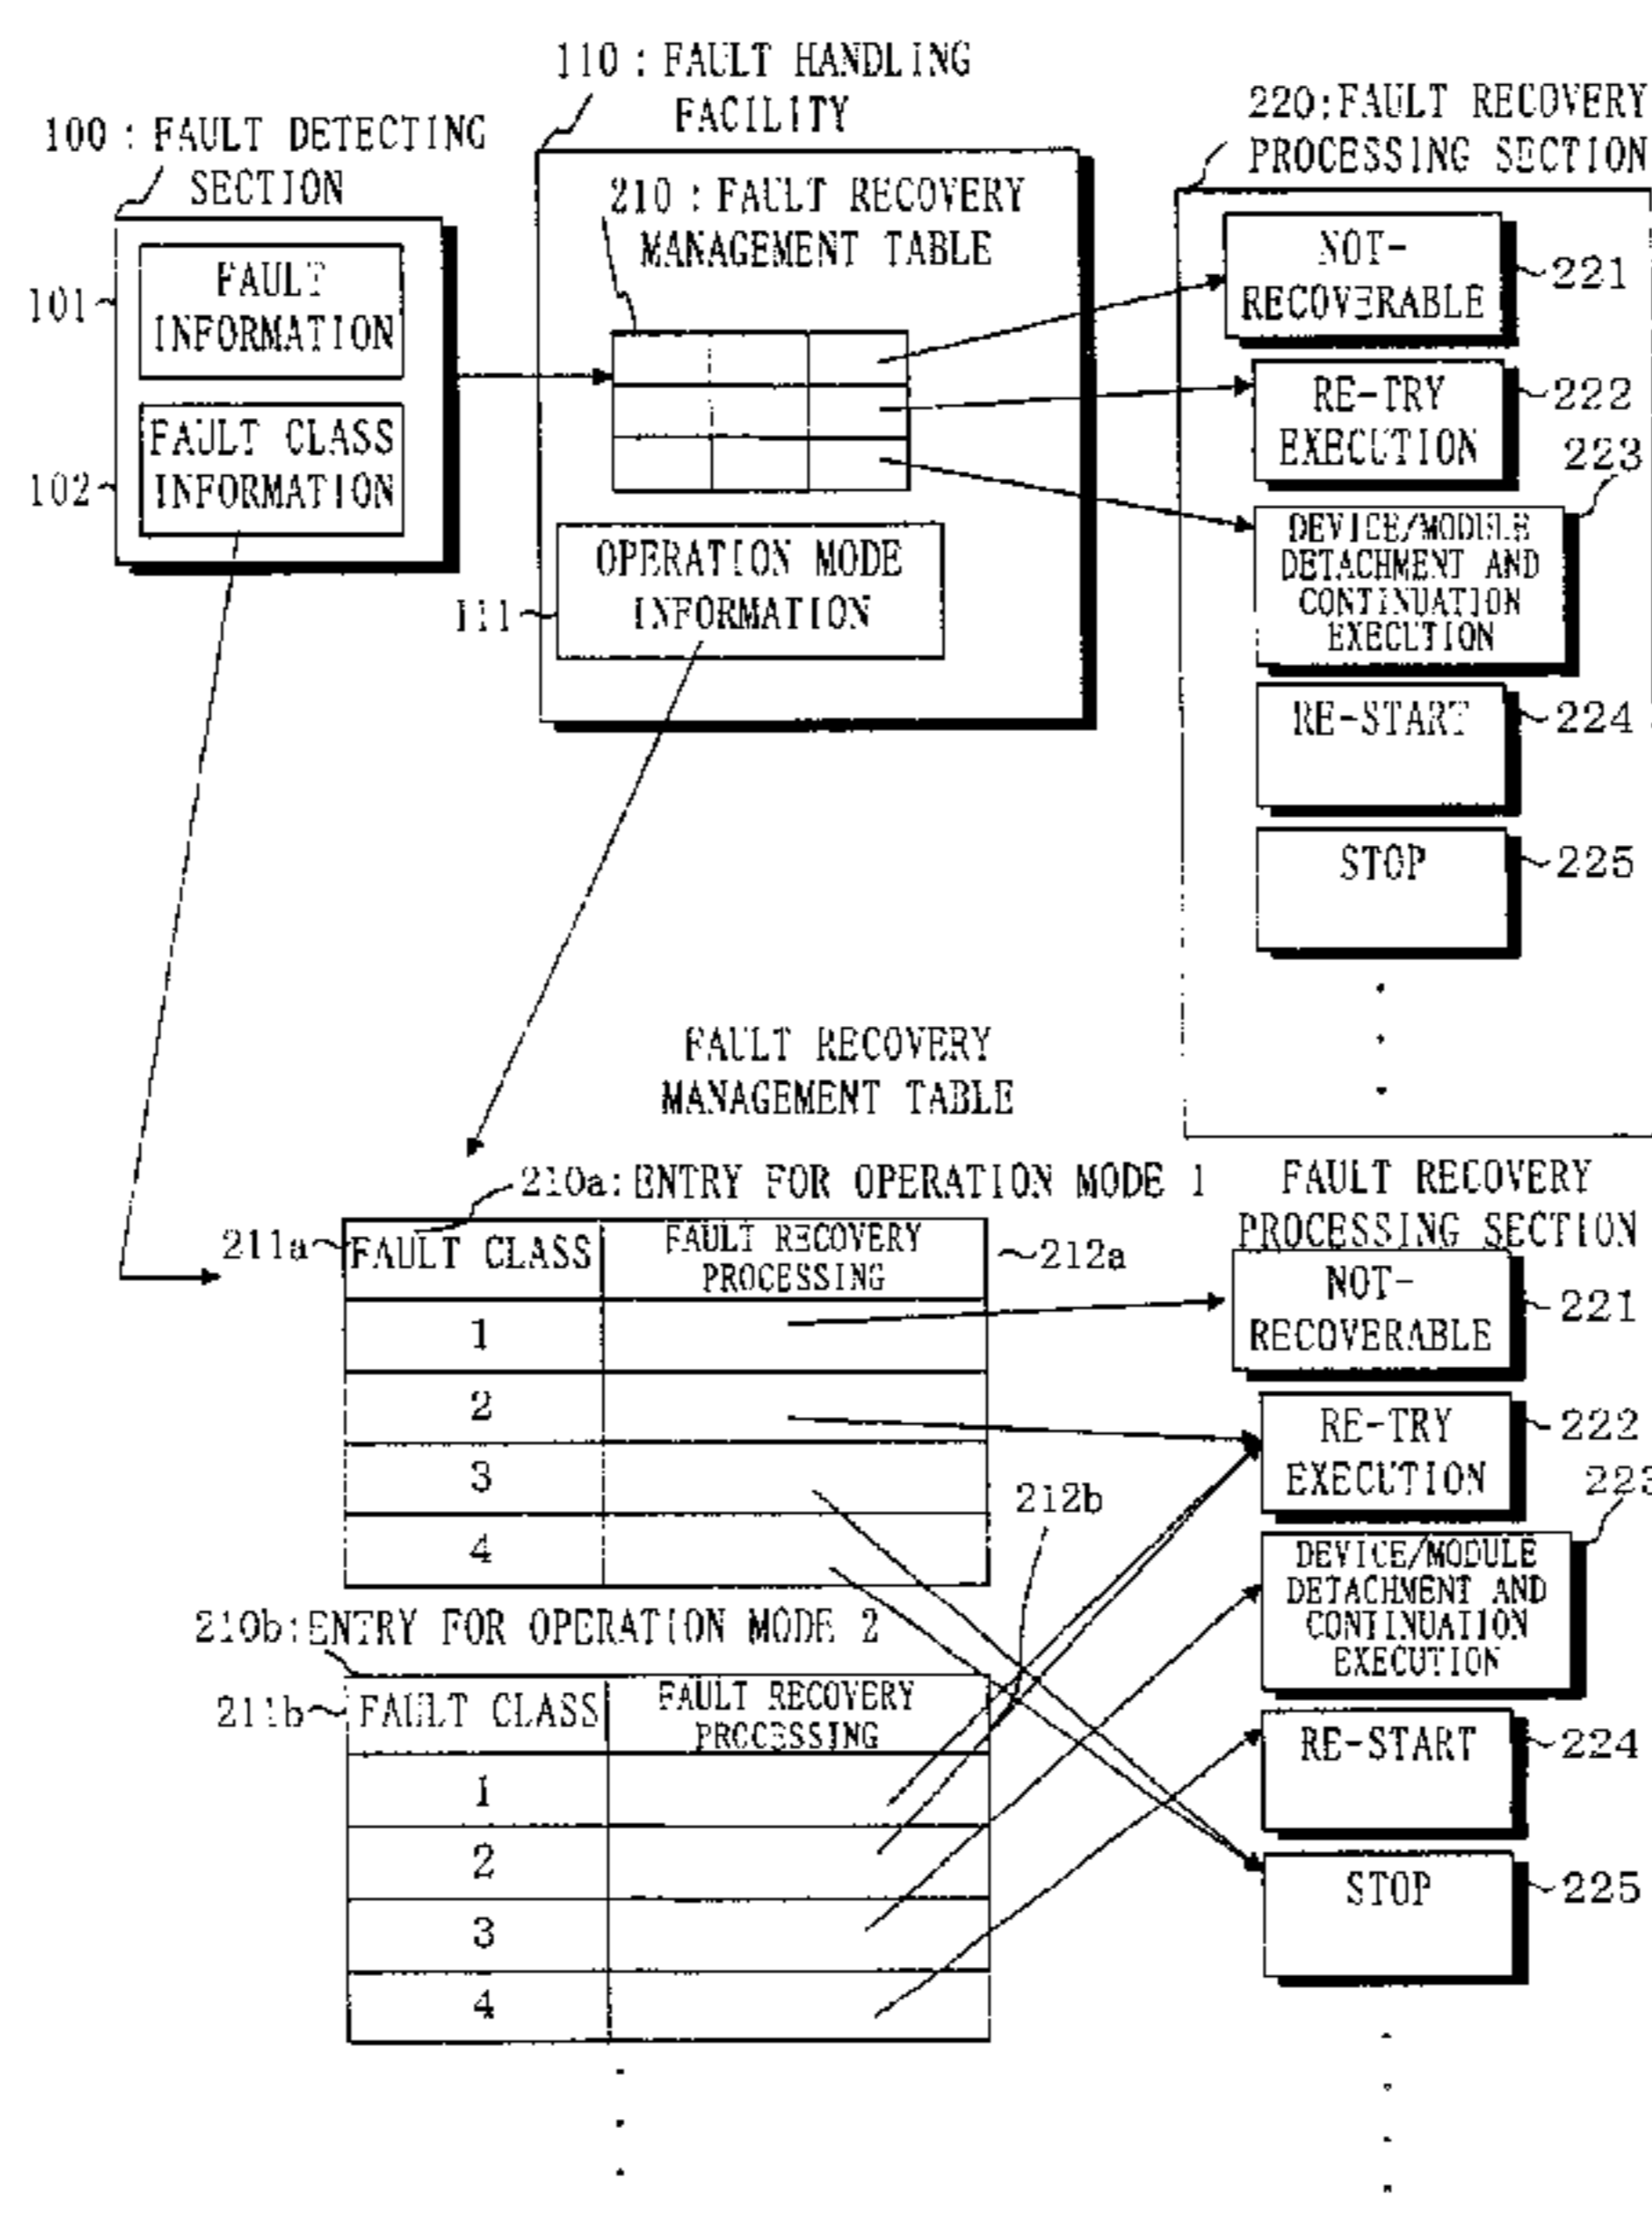 110 : FAULT HANDLING
FACILITY
100 : FAULT DETECTING
SECTION
220:FAULT RECOVERY
PROCESSING SECTION
210 : FAULT RECOVERY
MANAGEMENT TABLE
101
FAULT
INFORMATION
102
FAULT CLASS
INFORMATION
111
OPERATION MODE
INFORMATION
NOT-
RECOVERABLE
221
RE-TRY
EXECUTION
222
223
DEVICE/MODULE
DETACHMENT AND
CONTINUATION
EXECUTION
RE-START
224
STOP
225
FAULT RECOVERY
MANAGEMENT TABLE
210a:ENTRY FOR OPERATION MODE 1
211a
FAULT CLASS
FAULT RECOVERY
PROCESSING
212a
1
2
3
4
212b
210b:ENTRY FOR OPERATION MODE 2
211b
FAULT CLASS
FAULT RECOVERY
PROCESSING
1
2
3
4
FAULT RECOVERY
PROCESSING SECTION
NOT-
RECOVERABLE
221
RE-TRY
EXECUTION
222
223
DEVICE/MODULE
DETACHMENT AND
CONTINUATION
EXECUTION
RE-START
224
STOP
225